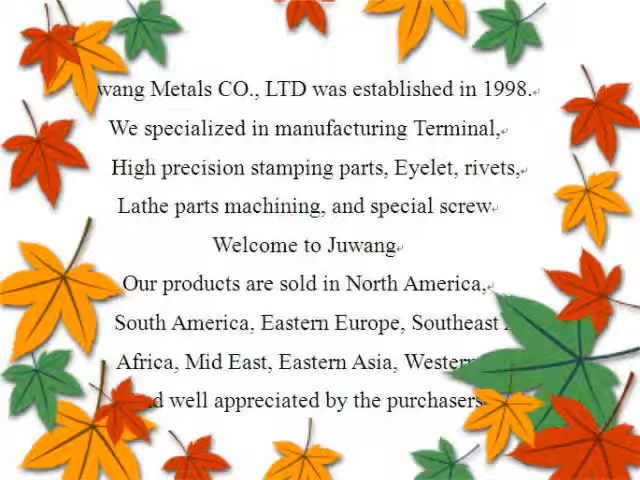 wang Metals CO., LTD was established in 1998.
We specialized in manufacturing Terminal,
High precision stamping parts, Eyelet, rivets,
Lathe parts machining, and special screw
Welcome to Juwang
Our products are sold in North America,
South America, Eastern Europe, Southeast
Africa, Mid East, Eastern Asia, Wester
well appreciated by the purchasers